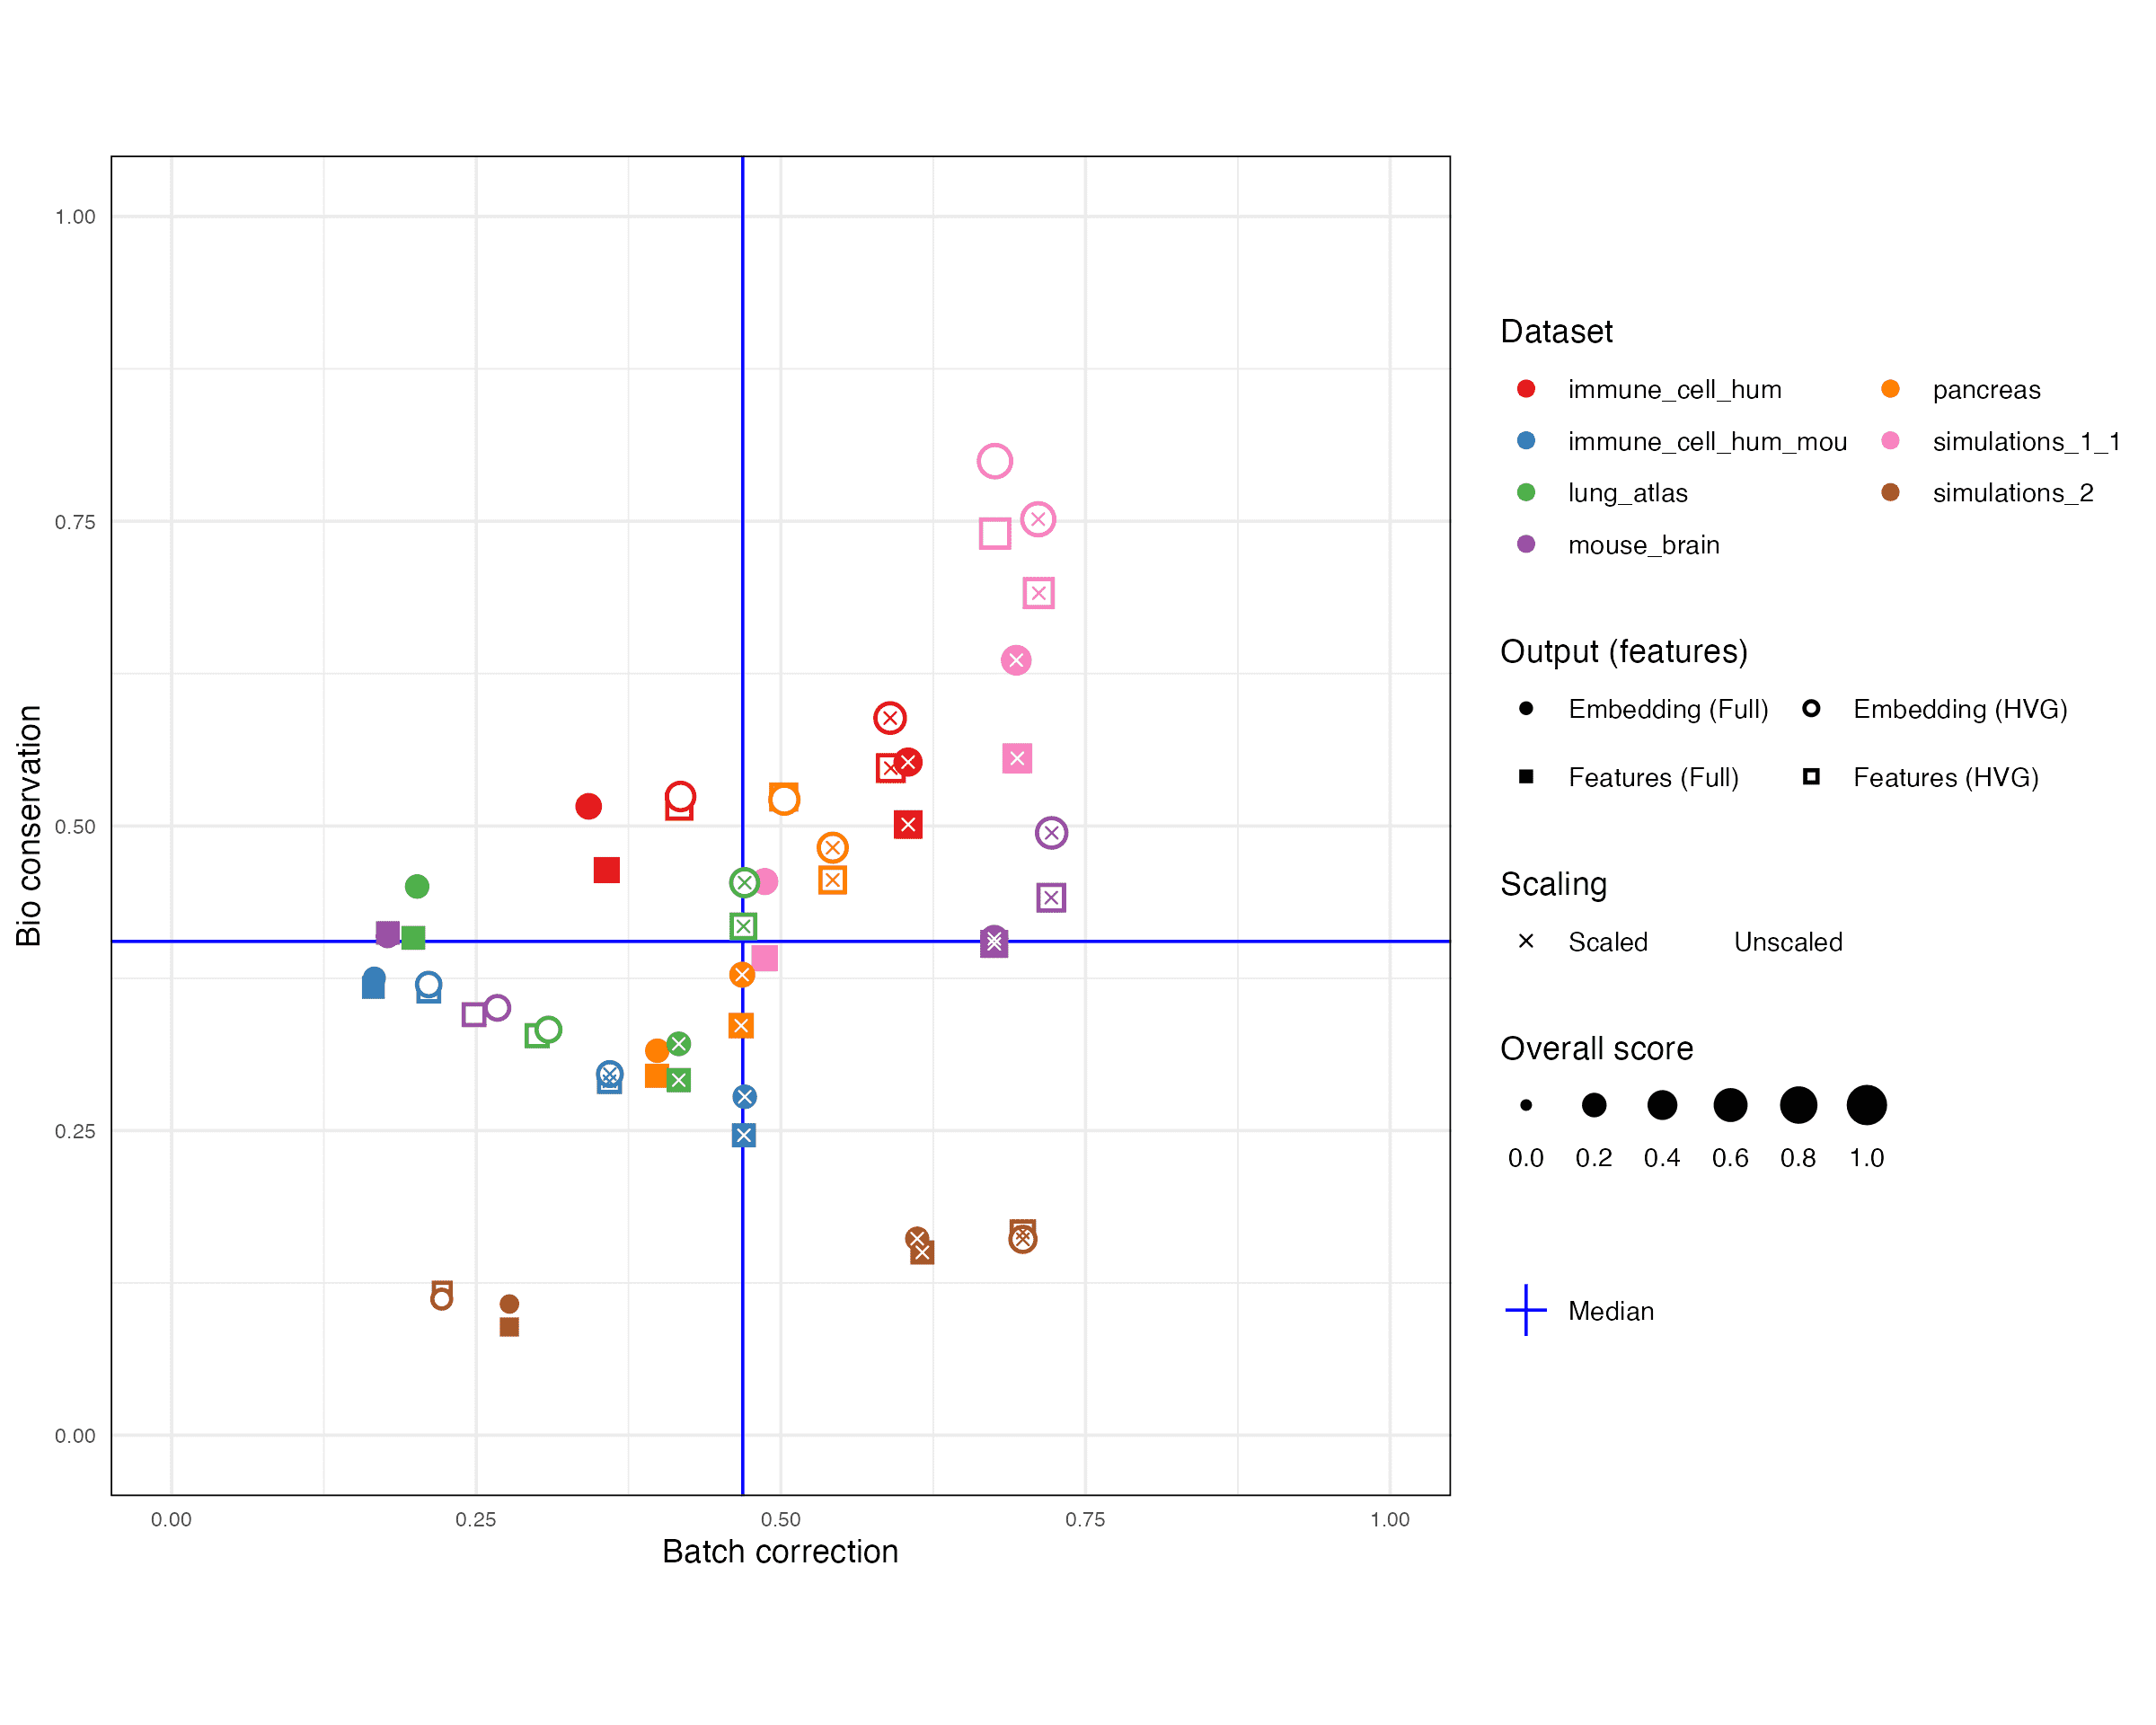 1.00
0.75
0.50
0.25
0.00
Bio conservation
0.00 0.25 0.50 0.75 1.00
Batch correction
Dataset
immune_cell_hum pancreas
immune_cell_hum_mou simulations_1_1
lung_atlas simulations_2
mouse_brain
Output (features)
Embedding (Full) Embedding (HVG)
Features (Full) Features (HVG)
Scaling
Scaled Unscaled
Overall score
0.0 0.2 0.4 0.6 0.8 1.0
Median